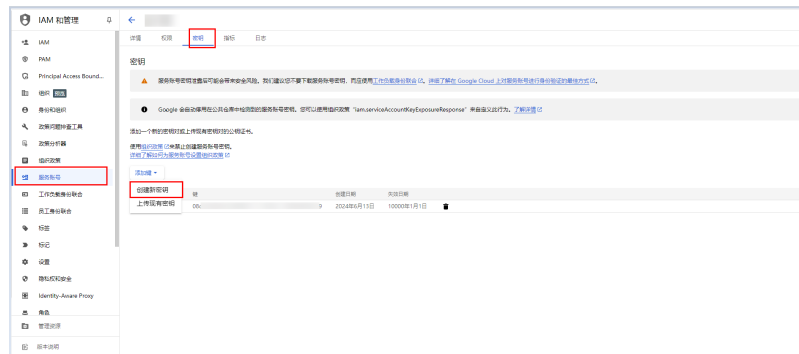 IAM 和管理
详情 权限 密钥 指标 日志
IAM
PAM
Principal Access Bound...
组织 预览
身份和组织
政策问题排查工具
政策分析器
组织政策
服务账号
工作负载身份联合
员工身份联合
标签
标记
设置
隐私权和安全
Identity-Aware Proxy
角色
管理资源
版本说明
密钥
服务账号密钥泄露后可能会带来安全风险。我们建议您不要下载服务账号密钥，而应使用工作负载身份联合。详细了解在 Google Cloud 上对服务账号进行身份验证的最佳方式。
Google 会自动停用在公共仓库中检测到的服务账号密钥。您可以使用组织政策“iam.serviceAccountKeyExposureResponse”来自定义此行为。了解详情
添加一个新的密钥对或上传现有密钥对的公钥证书。
使用组织政策来禁止创建服务账号密钥。
详细了解如何为服务账号设置组织政策
添加键
创建新密钥
上传现有密钥
键 创建日期 失效日期
2024年6月13日 10000年1月1日